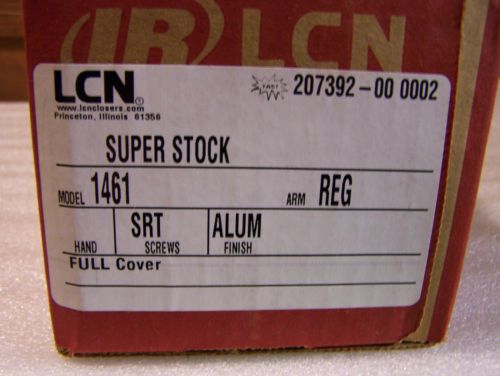 IR LCN
LCN®
www.lcnclosers.com
Princeton, Illinois 61356
FAST 207392-00 0002
SUPER STOCK
MODEL 1461 ARM REG
SRT ALUM
HAND SCREWS FINISH
FULL Cover